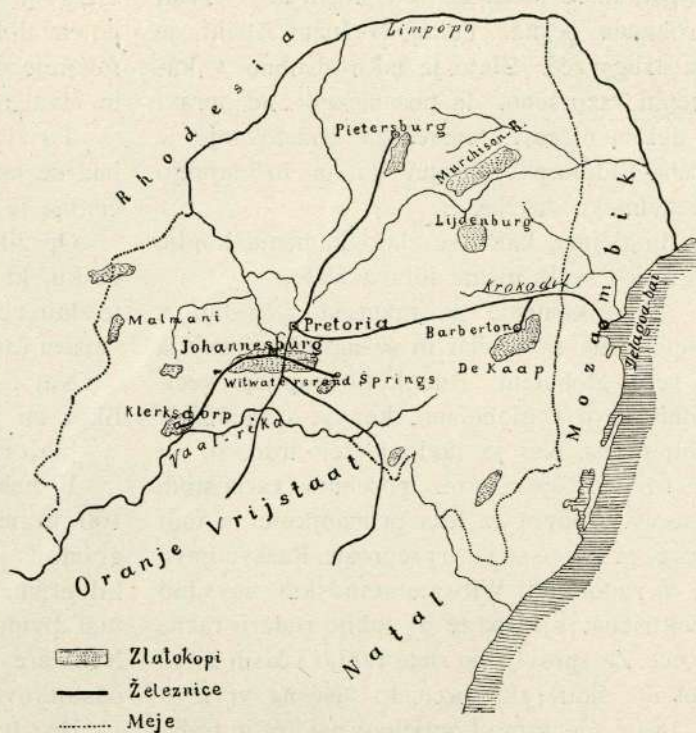 Limpopo
Rhodesia
Pietersburg
Murchison-R.
Lijdenburg
Krokodil
Mozambik
Delagoa-bai
Malmani
Pretoria
Johannesburg
Barberton
De Kaap
Witwatersrand Springs
Klerksdorp
Vaal-reka
Oranje Vrijstaat
Natal
Zlatokopi
Železnice
Meje